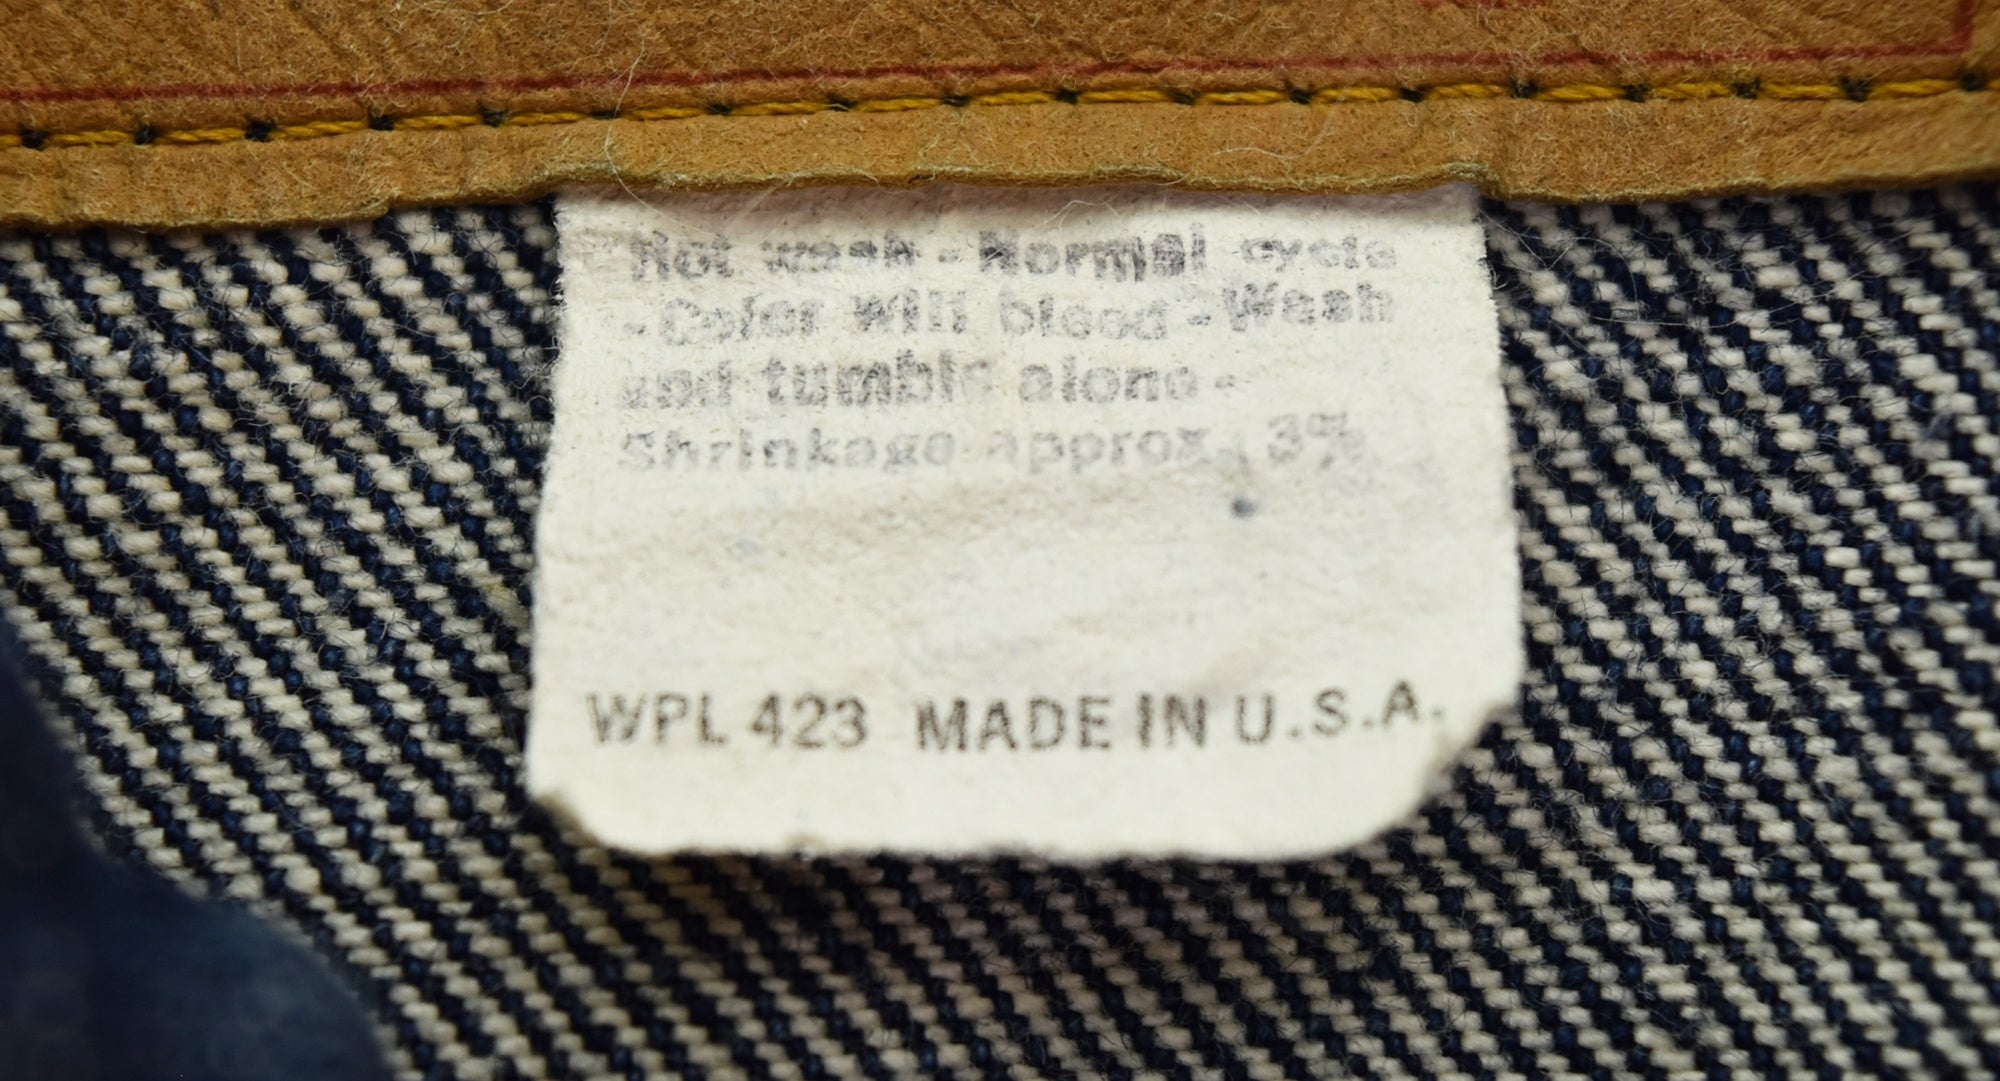 Hot wash - Normal cycle
- Color will bleed - Wash
and tumble alone -
Shrinkage approx. 3%
WPL 423 MADE IN U.S.A.